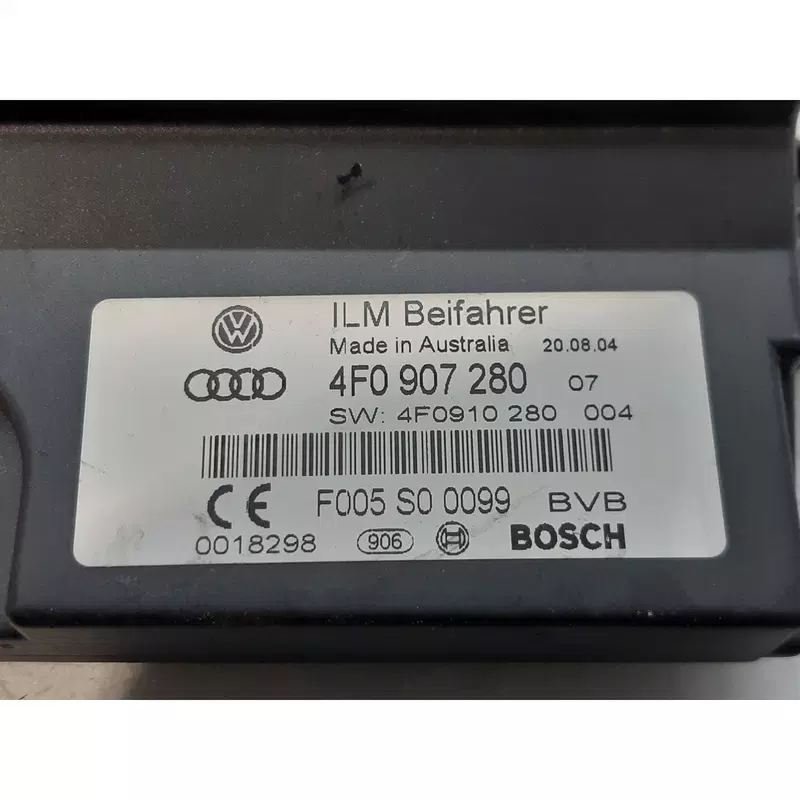 ILM Beifahrer
Made in Australia 20.08.04
4F0 907 280 07
SW: 4F0910 280 004
CE F005 S0 0099 BVB
0018298 906 BOSCH